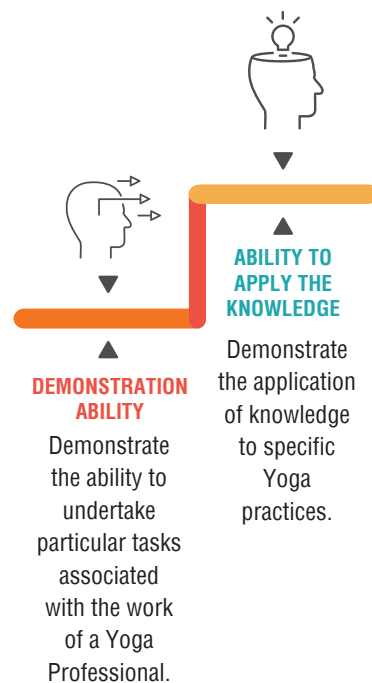 DEMONSTRATION
ABILITY
Demonstrate
the ability to
undertake
particular tasks
associated
with the work
of a Yoga
Professional.
ABILITY TO
APPLY THE
KNOWLEDGE
Demonstrate
the application
of knowledge
to specific
Yoga
practices.